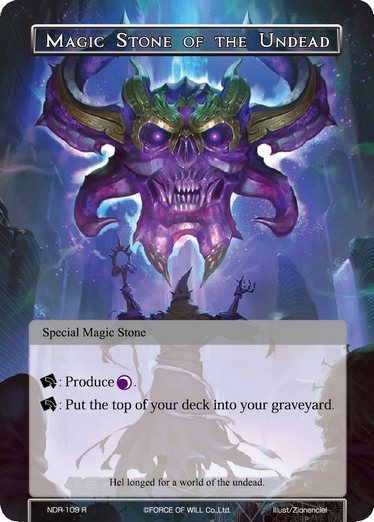 Magic Stone of the Undead
Special Magic Stone
: Produce .
: Put the top of your deck into your graveyard.
Hel longed for a world of the undead.
NDR-109 R ©FORCE OF WILL Co.,Ltd. Illust/Zionenciel